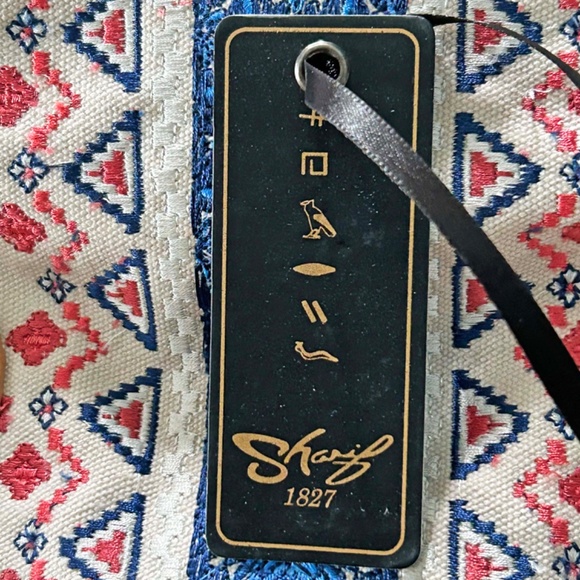 𓈙
𓉔
𓄿
𓂋
𓏭
𓆑
Sharif
1827